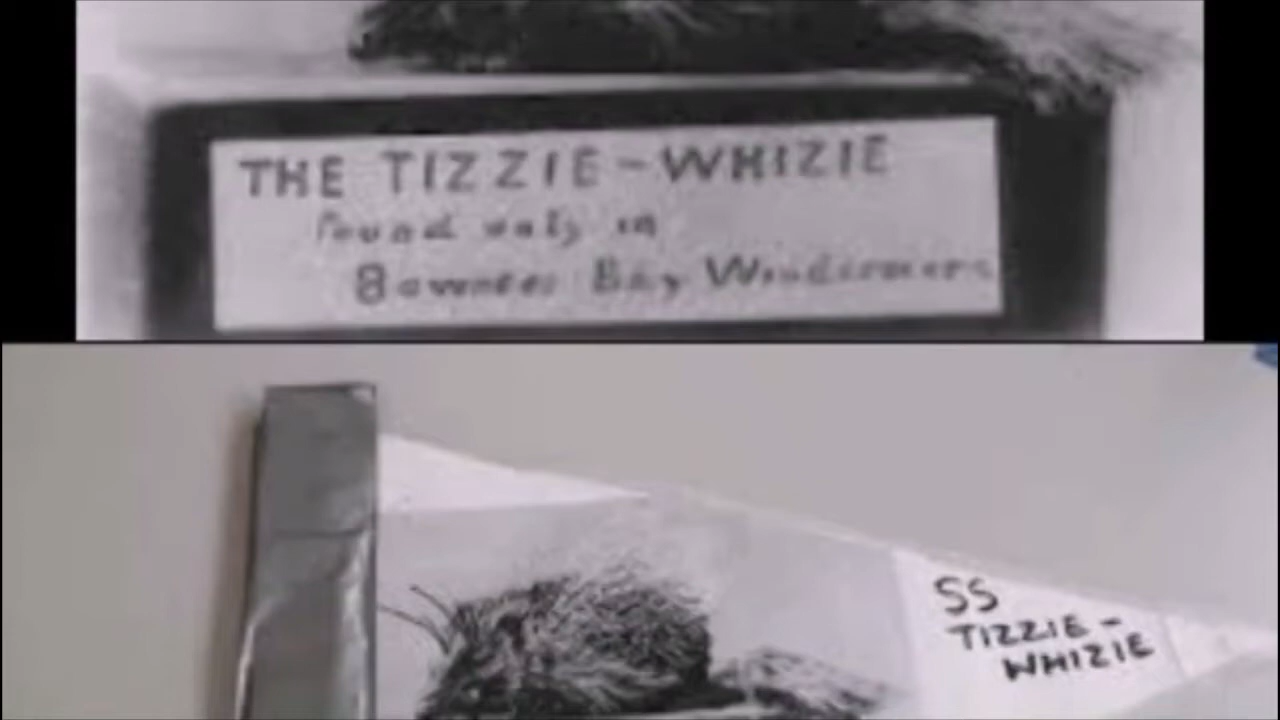 THE TIZZIE-WHIZIE
Found only in
Bowness Bay Windermere
SS
TIZZIE-
WHIZIE